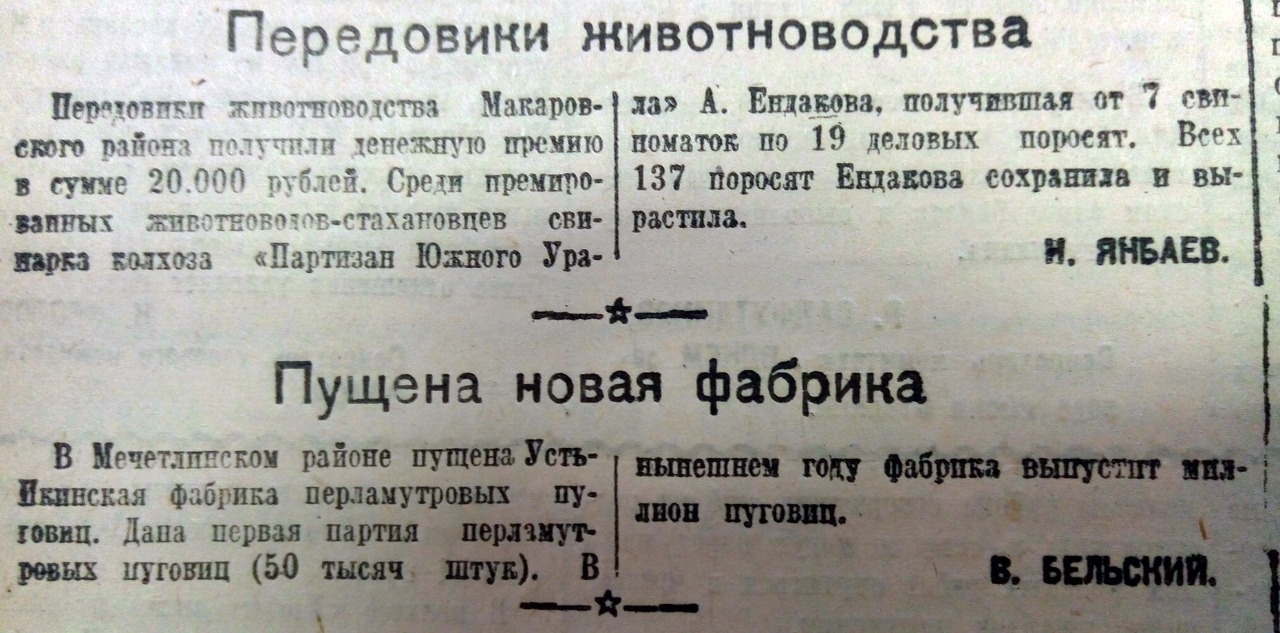 Передовики животноводства
Передовики животноводства Макаров-
ского района получили денежную премию
в сумме 20.000 рублей. Среди премиро-
ванных животноводов-стахановцев сви-
нарка колхоза «Партизан Южного Ура-
ла» А. Ендакова, получившая от 7 сви-
номаток по 19 деловых поросят. Всех
137 поросят Ендакова сохранила и вы-
растила.
И. ЯНБАЕВ.
Пущена новая фабрика
В Мечетлинском районе пущена Усть-
Икинская фабрика перламутровых пу-
говиц. Дана первая партия перламут-
ровых пуговиц (50 тысяч штук). В
нынешнем году фабрика выпустит мил-
лион пуговиц.
В. БЕЛЬСКИЙ.